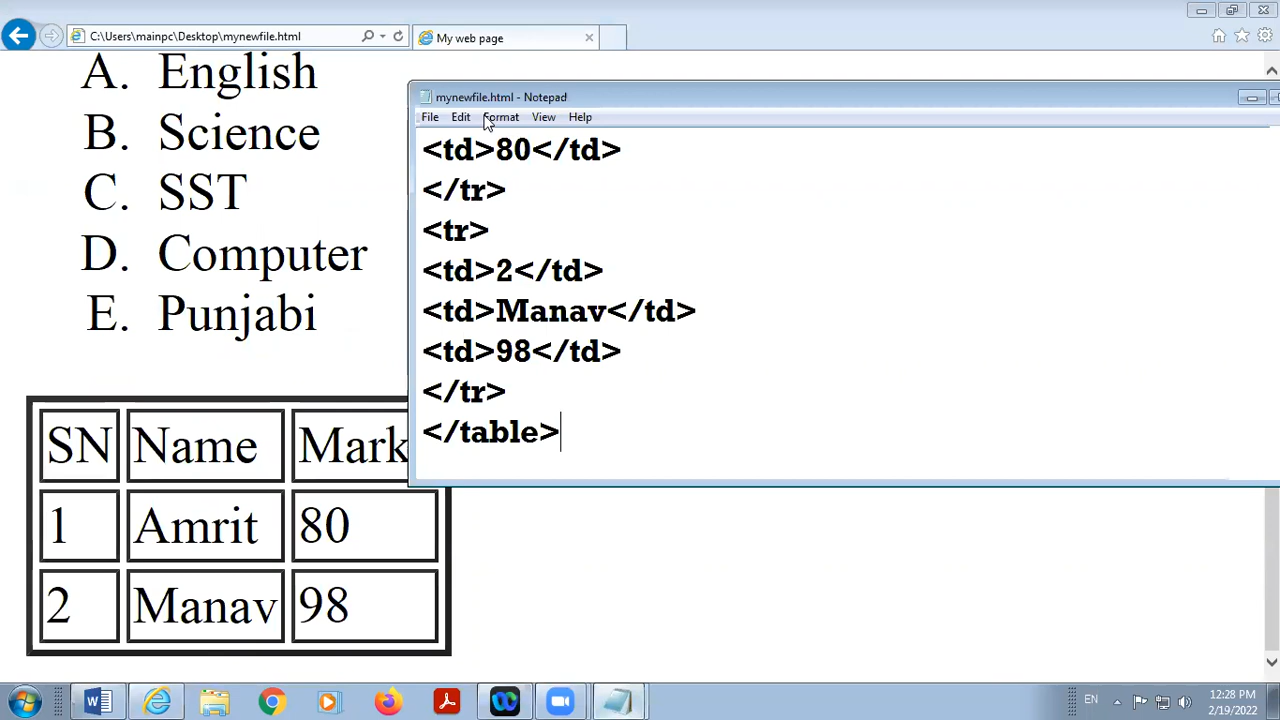 C:\Users\mainpc\Desktop\mynewfile.html
My web page
A. English
B. Science
C. SST
D. Computer
E. Punjabi
SN Name Mark
1 Amrit 80
2 Manav 98
mynewfile.html - Notepad
File Edit Format View Help
<td>80</td>
</tr>
<tr>
<td>2</td>
<td>Manav</td>
<td>98</td>
</tr>
</table>
EN
12:28 PM
2/19/2022